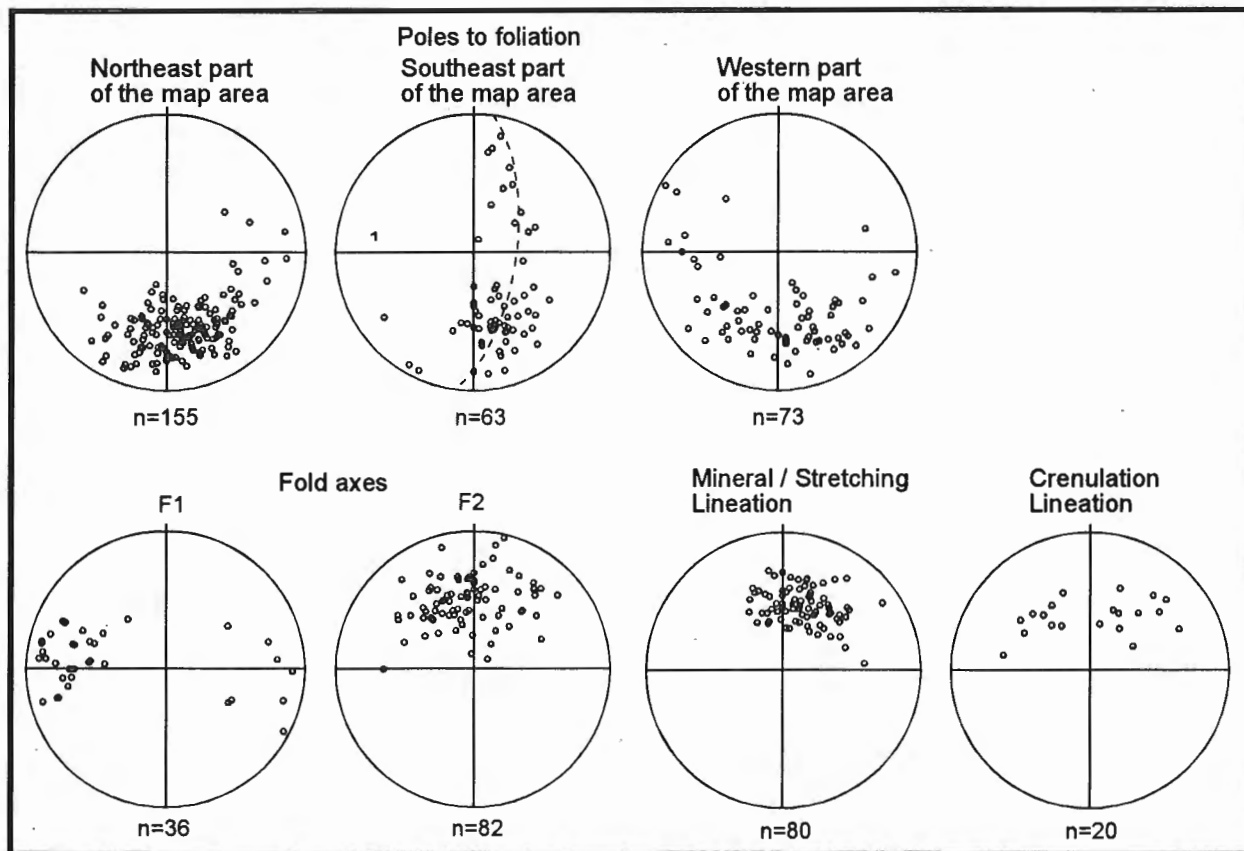 Poles to foliation
Northeast part
of the map area
Southeast part
of the map area
Western part
of the map area
1
n=155
n=63
n=73
Fold axes
F1
F2
Mineral / Stretching
Lineation
Crenulation
Lineation
n=36
n=82
n=80
n=20